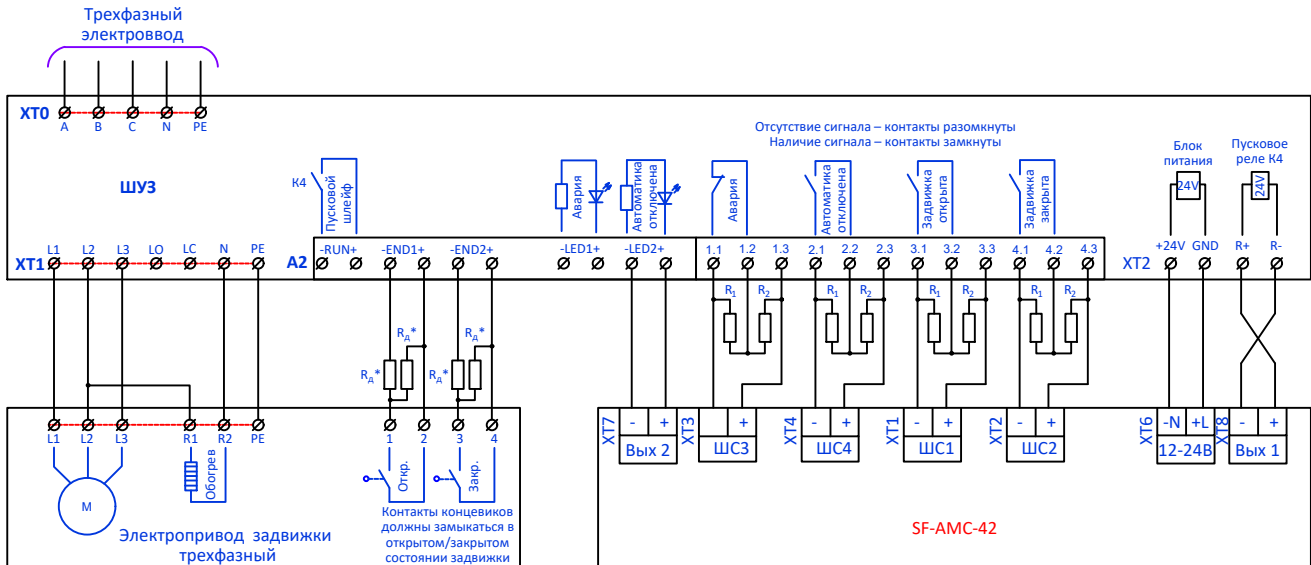 Трехфазный
электроввод
XT0
A B C N PE
Отсутствие сигнала – контакты разомкнуты
Наличие сигнала – контакты замкнуты
Блок
питания
Пусковое
реле К4
24V
24V
ШУЗ
К4
Пусковой
шлейф
Авария
Автоматика
отключена
Авария
Автоматика
отключена
Задвижка
открыта
Задвижка
закрыта
XT1
L1 L2 L3 LO LC N PE
A2
-RUN+ -END1+ -END2+ -LED1+ -LED2+
1.1 1.2 1.3 2.1 2.2 2.3 3.1 3.2 3.3 4.1 4.2 4.3
XT2
+24V GND R+ R-
R1 R2 R1 R2 R1 R2 R1 R2
Rд* Rд*
Rд* Rд*
L1 L2 L3 R1 R2 PE
1 2 3 4
Обогрев
Откр.
Закр.
M
Электропривод задвижки
трехфазный
Контакты концевиков
должны замыкаться в
открытом/закрытом
состоянии задвижки
XT7
- +
Вых 2
XT3
- +
ШС3
XT4
- +
ШС4
XT1
- +
ШС1
XT2
- +
ШС2
XT6
-N +L
12-24В
XT8
- +
Вых 1
SF-AMC-42